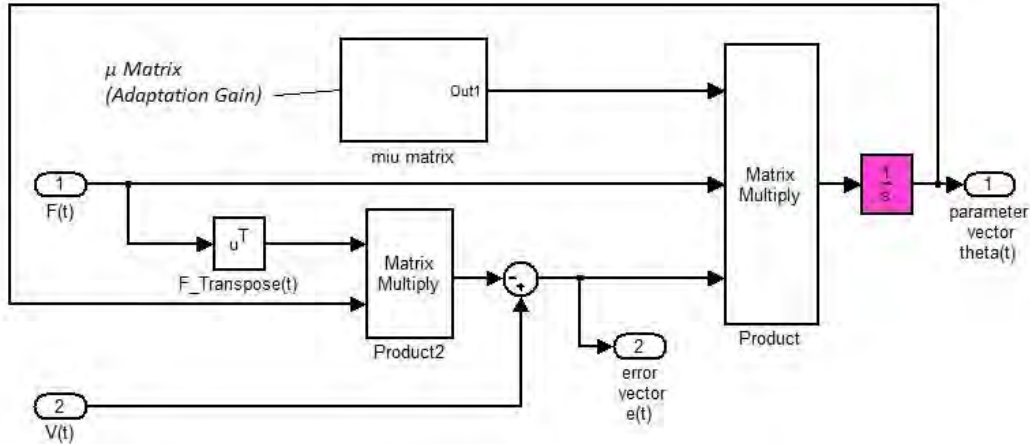 μ Matrix
(Adaptation Gain)
Out1
miu matrix
1
F(t)
uT
F_Transpose(t)
Matrix
Multiply
Product2
-
+
2
V(t)
Matrix
Multiply
Product
1
s
1
parameter
vector
theta(t)
2
error
vector
e(t)